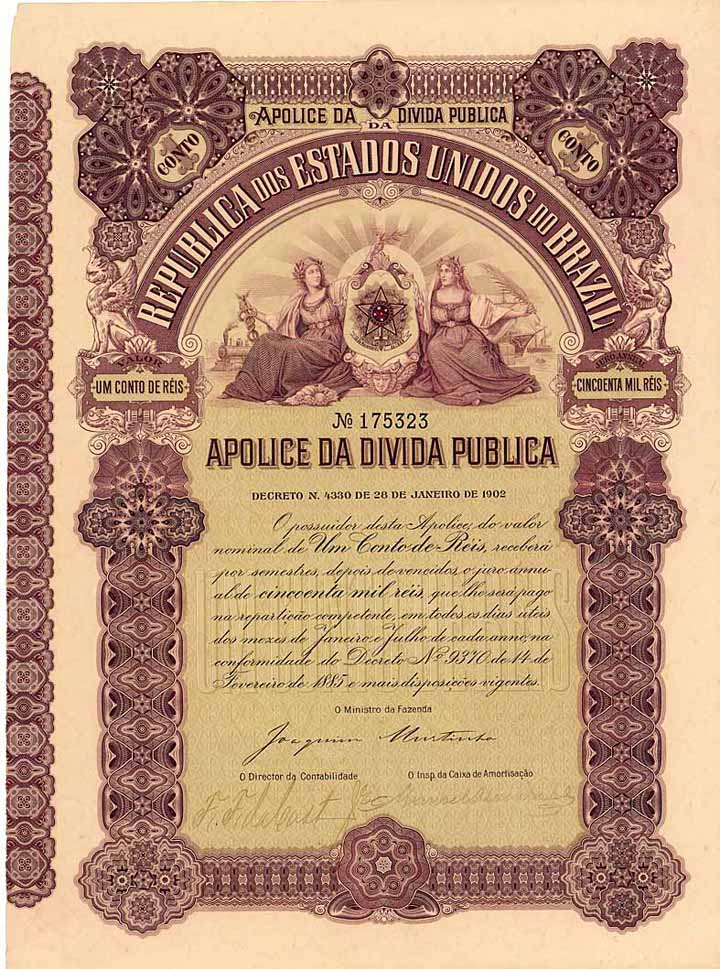 APOLICE DA DIVIDA PUBLICA
DA
1 CONTO
1 CONTO
REPUBLICA DOS ESTADOS UNIDOS DO BRAZIL
VALOR
UM CONTO DE RÉIS
JURO ANNUAL
CINCOENTA MIL RÉIS
Nº 175323
APOLICE DA DIVIDA PUBLICA
DECRETO N. 4330 DE 28 DE JANEIRO DE 1902
O possuidor desta Apolice, do valor
nominal de Um Conto de Réis, receberá
por semestres, depois de vencidos, o juro annu-
al de cincoenta mil réis que lhe será pago
na repartição competente, em todos os dias uteis
dos mezes de Janeiro e Julho de cada anno, na
conformidade do Decreto Nº 9370 de 14 de
Fevereiro de 1885 e mais disposições vigentes.
O Ministro da Fazenda
Joaquim Murtinho
O Director da Contabilidade
O Insp. da Caixa de Amortisação